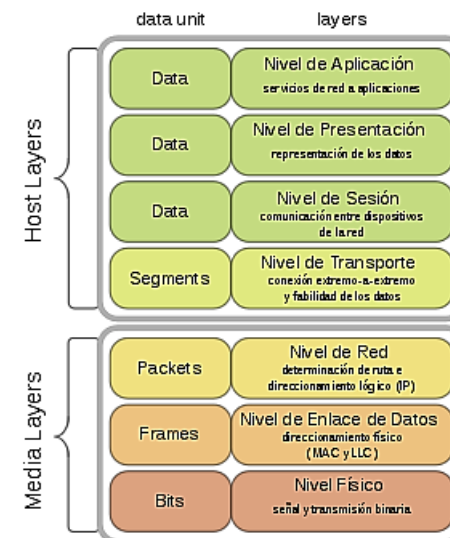 data unit
layers
Host Layers
Data
Nivel de Aplicación
servicios de red a aplicaciones
Data
Nivel de Presentación
representación de los datos
Data
Nivel de Sesión
comunicación entre dispositivos
de la red
Segments
Nivel de Transporte
conexión extremo-a-extremo
y fabilidad de los datos
Media Layers
Packets
Nivel de Red
determinación de ruta e
direccionamiento lógico (IP)
Frames
Nivel de Enlace de Datos
direccionamiento físico
(MAC y LLC)
Bits
Nivel Físico
señal y transmisión binaria